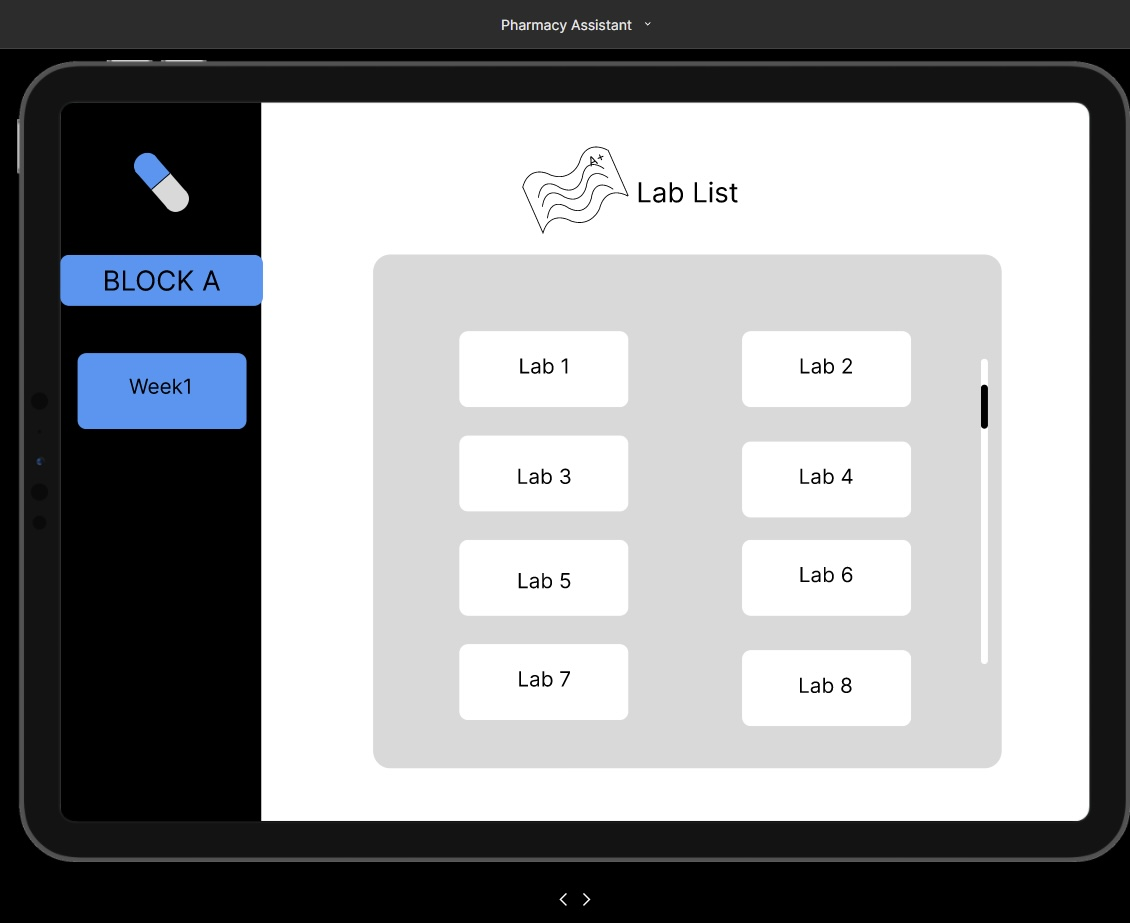 Pharmacy Assistant
A+
Lab List
BLOCK A
Week1
Lab 1
Lab 2
Lab 3
Lab 4
Lab 5
Lab 6
Lab 7
Lab 8